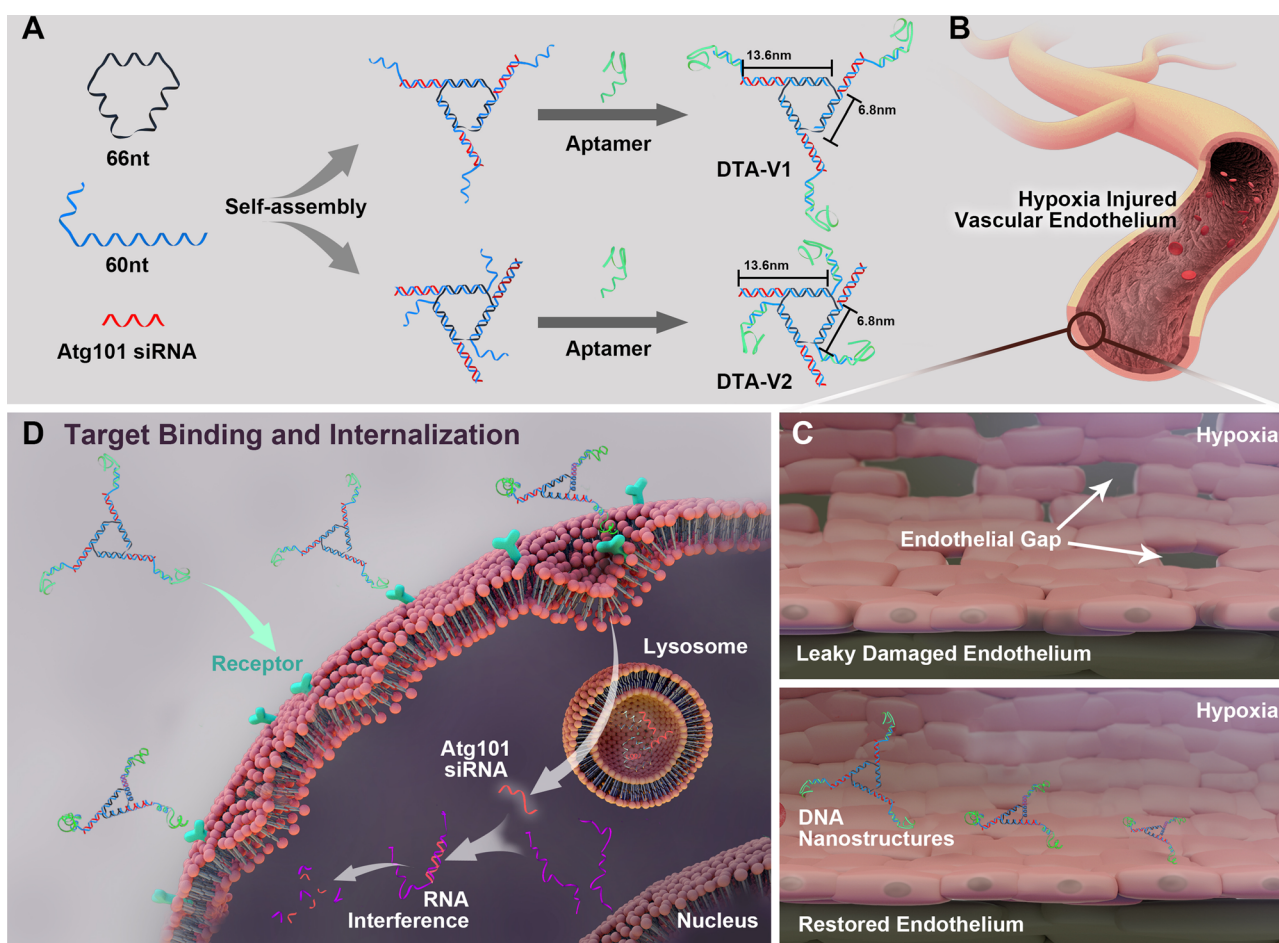 A
66nt
60nt
Atg101 siRNA
Self-assembly
Aptamer
13.6nm
6.8nm
DTA-V1
Aptamer
13.6nm
6.8nm
DTA-V2
B
Hypoxia Injured
Vascular Endothelium
D Target Binding and Internalization
Receptor
Lysosome
Atg101
siRNA
RNA
Interference
Nucleus
C
Hypoxia
Endothelial Gap
Leaky Damaged Endothelium
Hypoxia
DNA
Nanostructures
Restored Endothelium